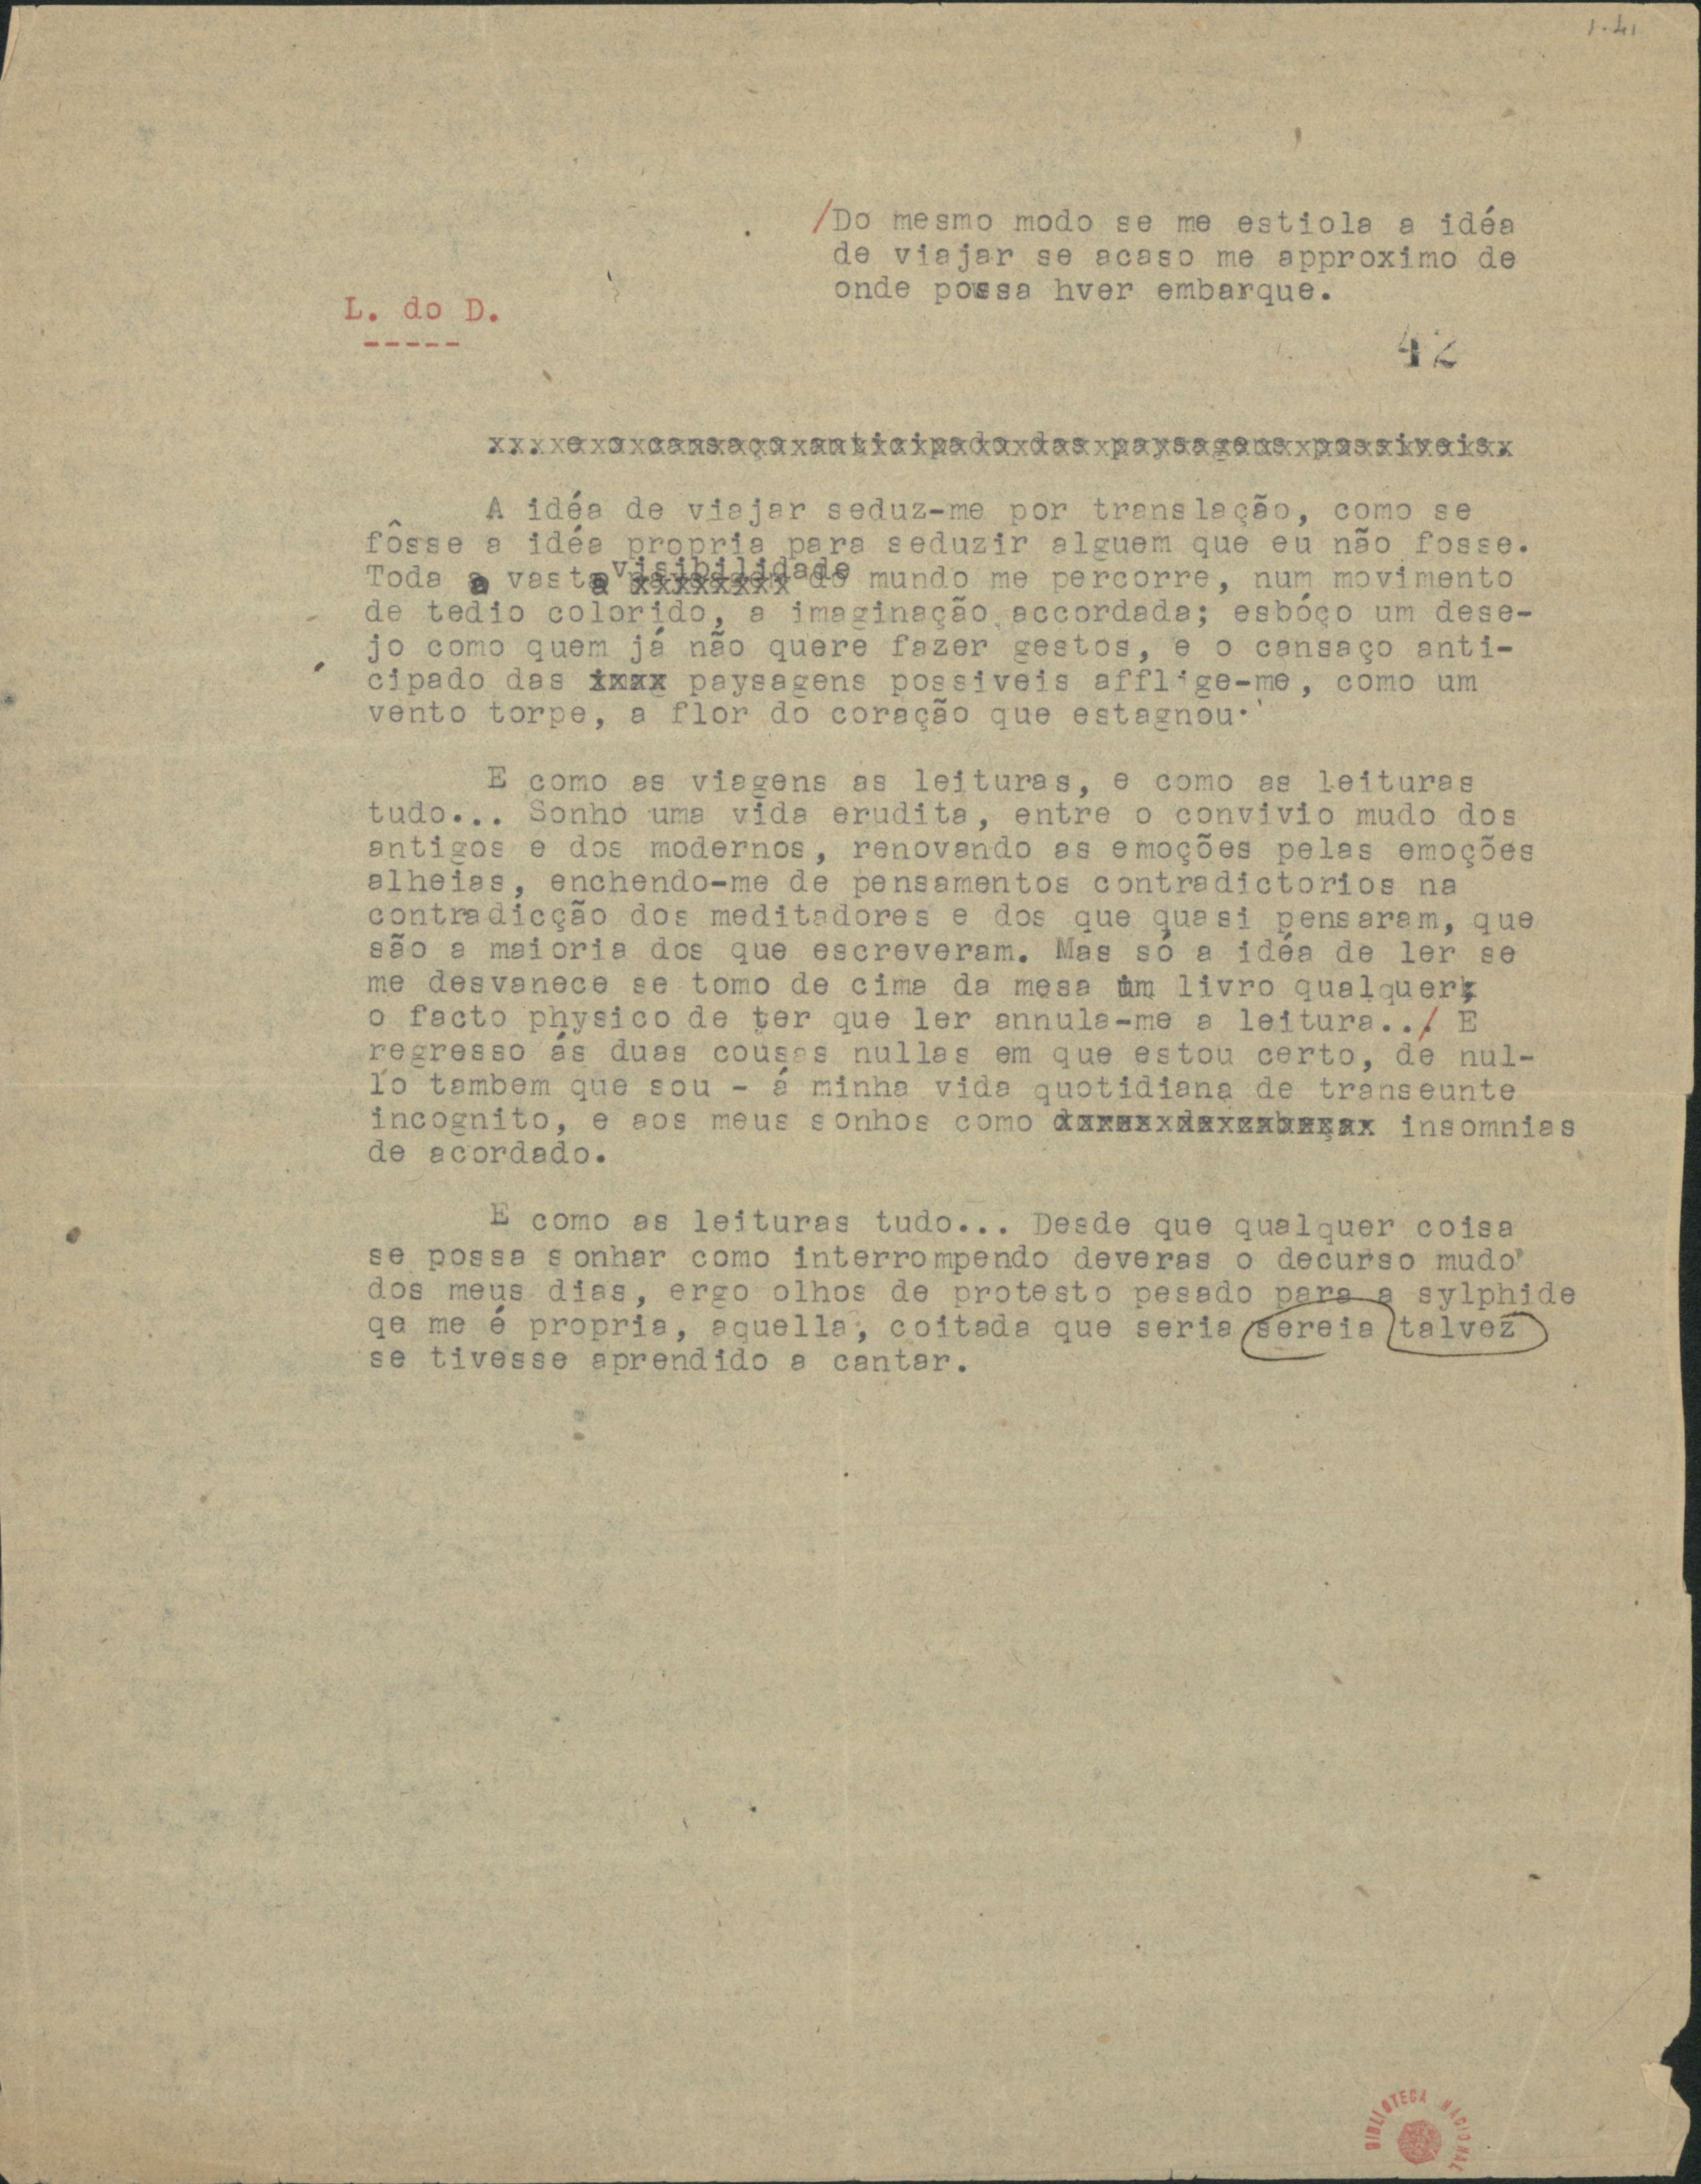 1-41
/Do mesmo modo se me estiola a idéa
de viajar se acaso me approximo de
onde possa hver embarque.
L. do D.
-----
42
e o cansaço anticipado das paysagens possiveis.
A idéa de viajar seduz-me por translação, como se
fôsse a idéa propria para seduzir alguem que eu não fosse.
visibilidade
Toda a vasta do mundo me percorre, num movimento
de tedio colorido, a imaginação accordada; esbóço um dese-
jo como quem já não quere fazer gestos, e o cansaço anti-
cipado das paysagens possiveis afflige-me, como um
vento torpe, a flor do coração que estagnou.
E como as viagens as leituras, e como as leituras
tudo... Sonho uma vida erudita, entre o convivio mudo dos
antigos e dos modernos, renovando as emoções pelas emoções
alheias, enchendo-me de pensamentos contradictorios na
contradicção dos meditadores e dos que quasi pensaram, que
são a maioria dos que escreveram. Mas só a idéa de ler se
me desvanece se tomo de cima da mesa um livro qualquer;
o facto physico de ter que ler annula-me a leitura.../ E
regresso ás duas cousas nullas em que estou certo, de nul-
lo tambem que sou - á minha vida quotidiana de transeunte
incognito, e aos meus sonhos como insomnias
de acordado.
E como as leituras tudo... Desde que qualquer coisa
se possa sonhar como interrompendo deveras o decurso mudo
dos meus dias, ergo olhos de protesto pesado para a sylphide
qe me é propria, aquella, coitada que seria sereia talvez
se tivesse aprendido a cantar.
BIBLIOTECA NACIONAL